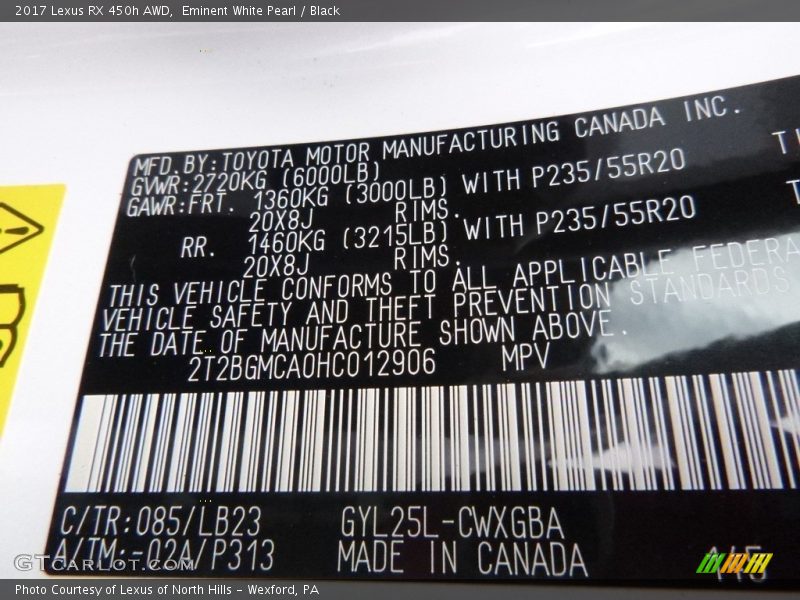 2017 Lexus RX 450h AWD, Eminent White Pearl / Black
MFD.BY:TOYOTA MOTOR MANUFACTURING CANADA INC.
GVWR:2720KG (6000LB)
GAWR:FRT. 1360KG (3000LB) WITH P235/55R20
20X8J RIMS.
RR. 1460KG (3215LB) WITH P235/55R20
20X8J RIMS.
THIS VEHICLE CONFORMS TO ALL APPLICABLE FEDERA
VEHICLE SAFETY AND THEFT PREVENTION STANDARDS
THE DATE OF MANUFACTURE SHOWN ABOVE.
2T2BGMCA0HC012906 MPV
C/TR:085/LB23 GYL25L-CWXGBA
A/TM:-02A/P313 MADE IN CANADA A15
GTCARLOT.COM
Photo Courtesy of Lexus of North Hills - Wexford, PA